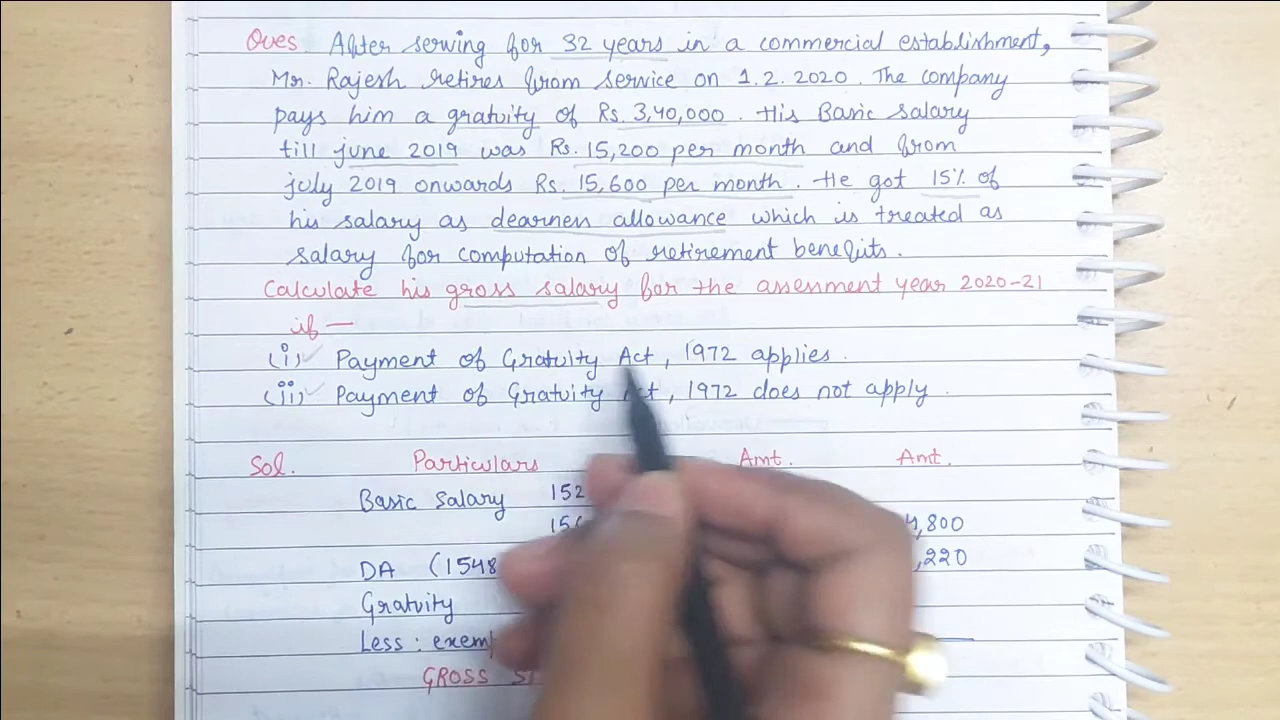 Ques. After serving for 32 years in a commercial establishment,
Mr. Rajesh retires from service on 1.2.2020. The company
pays him a gratuity of Rs. 3,40,000. His Basic salary
till june 2019 was Rs. 15,200 per month and from
july 2019 onwards Rs. 15,600 per month. He got 15% of
his salary as dearness allowance which is treated as
salary for computation of retirement benefits.
Calculate his gross salary for the assessment year 2020-21
if —
(i) ✓ Payment of Gratuity Act, 1972 applies.
(ii) ✓ Payment of Gratuity Act, 1972 does not apply.
Sol. Particulars Amt. Amt.
Basic Salary 152
15 4,800
DA (1548 ,220
Gratuity
Less : exemp
GROSS S